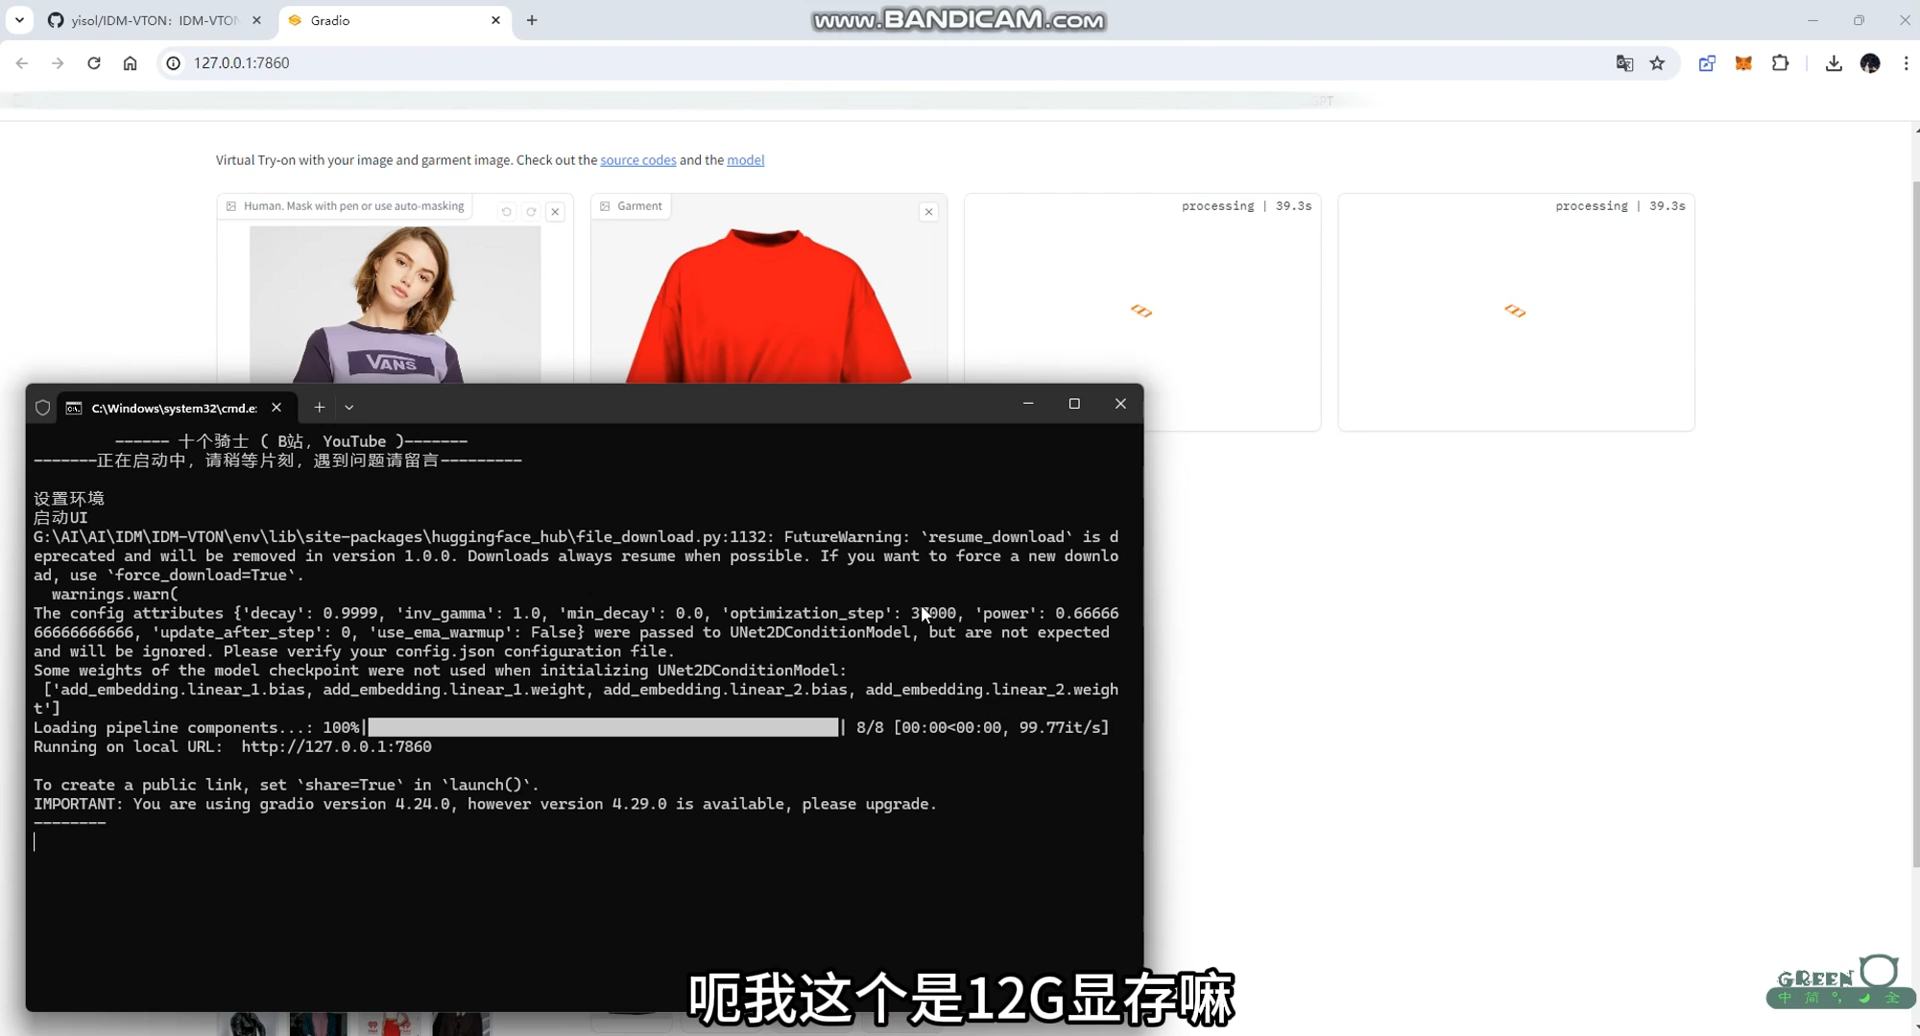 yisol/IDM-VTON: IDM-VTON
Gradio
www.BANDICAM.com
127.0.0.1:7860
GPT
Virtual Try-on with your image and garment image. Check out the source codes and the model
Human. Mask with pen or use auto-masking
Garment
processing | 39.3s
processing | 39.3s
VANS
C:\Windows\system32\cmd.e:
------ 十个骑士 ( B站, YouTube )-------
-------正在启动中, 请稍等片刻, 遇到问题请留言---------
设置环境
启动UI
G:\AI\AI\IDM\IDM-VTON\env\lib\site-packages\huggingface_hub\file_download.py:1132: FutureWarning: `resume_download` is d
eprecated and will be removed in version 1.0.0. Downloads always resume when possible. If you want to force a new downlo
ad, use `force_download=True`.
warnings.warn(
The config attributes {'decay': 0.9999, 'inv_gamma': 1.0, 'min_decay': 0.0, 'optimization_step': 000, 'power': 0.66666
66666666666, 'update_after_step': 0, 'use_ema_warmup': False} were passed to UNet2DConditionModel, but are not expected
and will be ignored. Please verify your config.json configuration file.
Some weights of the model checkpoint were not used when initializing UNet2DConditionModel:
['add_embedding.linear_1.bias, add_embedding.linear_1.weight, add_embedding.linear_2.bias, add_embedding.linear_2.weigh
t']
Loading pipeline components...: 100%| | 8/8 [00:00<00:00, 99.77it/s]
Running on local URL:  http://127.0.0.1:7860
To create a public link, set `share=True` in `launch()`.
IMPORTANT: You are using gradio version 4.24.0, however version 4.29.0 is available, please upgrade.
--------
呃我这个是12G显存嘛
GREEN
中 简 °, 全